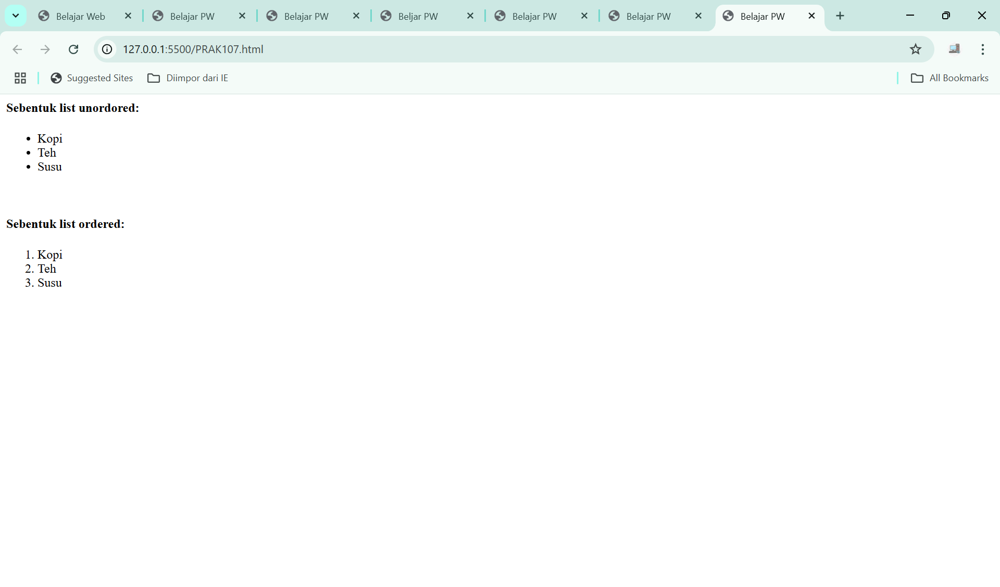 Belajar Web
Belajar PW
Belajar PW
Beljar PW
Belajar PW
Belajar PW
Belajar PW
127.0.0.1:5500/PRAK107.html
Suggested Sites
Diimpor dari IE
All Bookmarks
Sebentuk list unordored:
• Kopi
• Teh
• Susu
Sebentuk list ordered:
1. Kopi
2. Teh
3. Susu